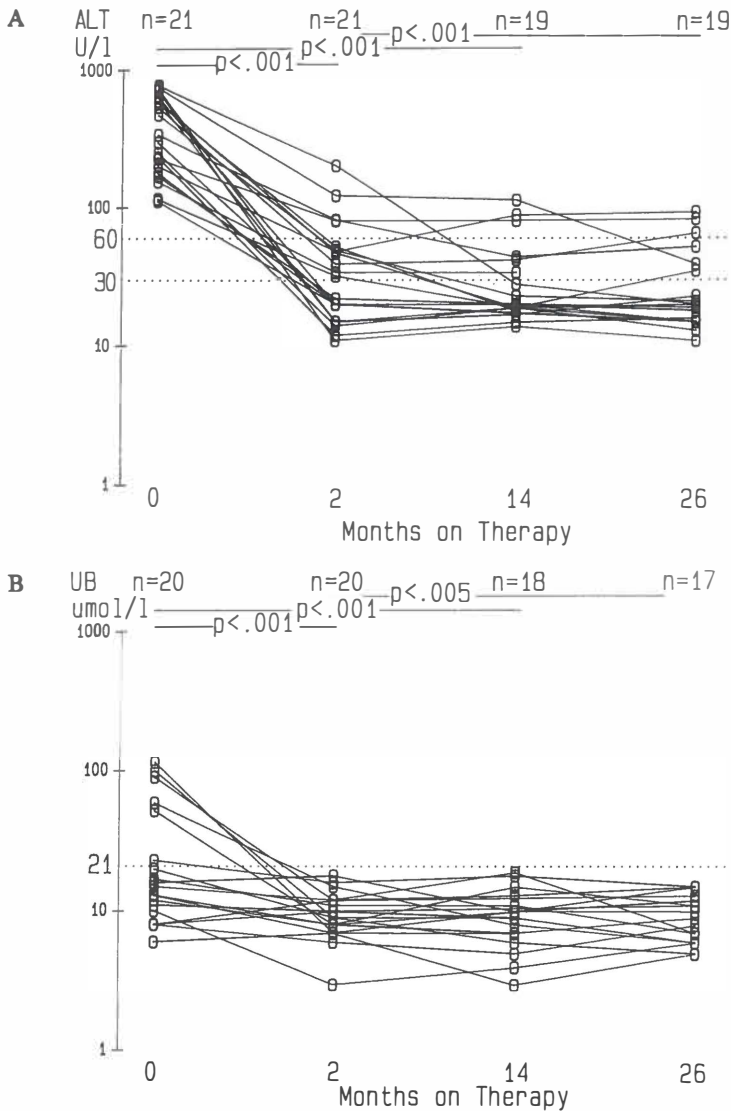 A ALT n=21 n=21 n=19 n=19
U/l p<.001
p<.001
p<.001
1000
100
60
30
10
1
0 2 14 26
Months on Therapy
B UB n=20 n=20 n=18 n=17
umol/l p<.005
p<.001
p<.001
1000
100
21
10
1
0 2 14 26
Months on Therapy